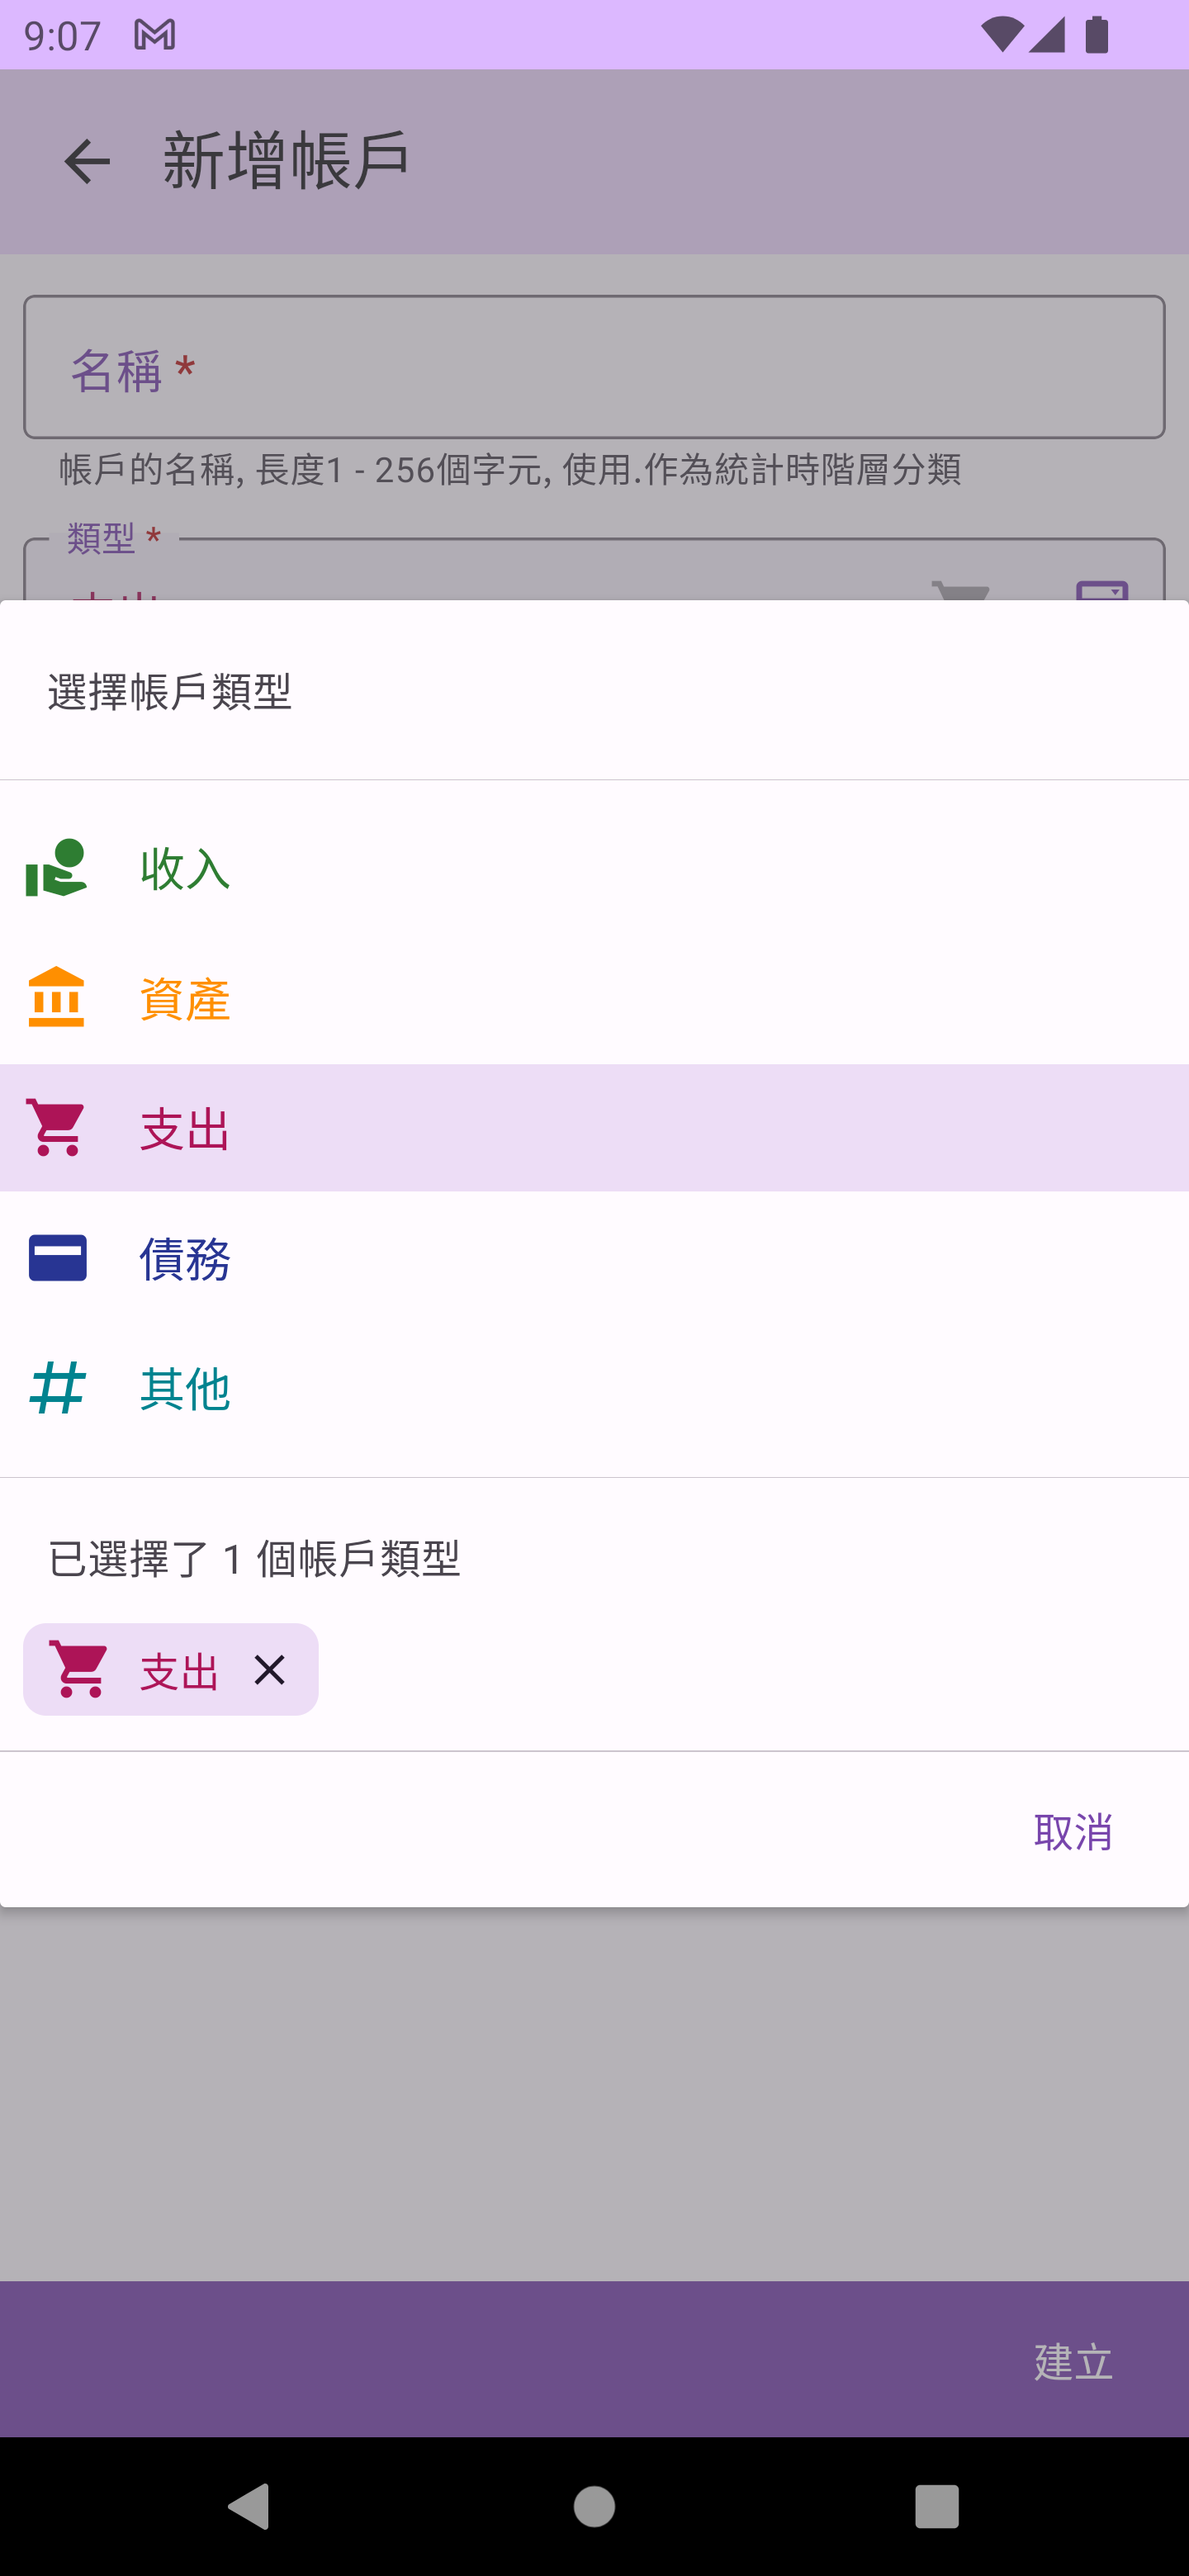 9:07
新增帳戶
名稱 *
帳戶的名稱, 長度1 - 256個字元, 使用.作為統計時階層分類
類型 *
選擇帳戶類型
收入
資產
支出
債務
其他
已選擇了 1 個帳戶類型
支出
取消
建立